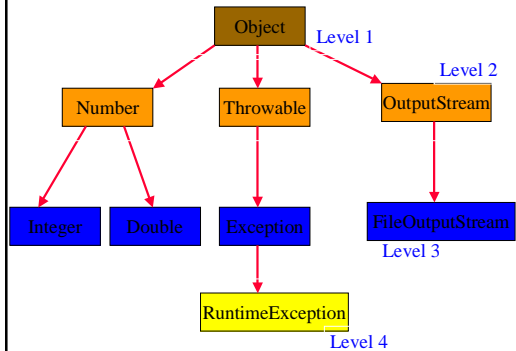 Object
Level 1
Level 2
Number
Throwable
OutputStream
Integer
Double
Exception
FileOutputStream
Level 3
RuntimeException
Level 4